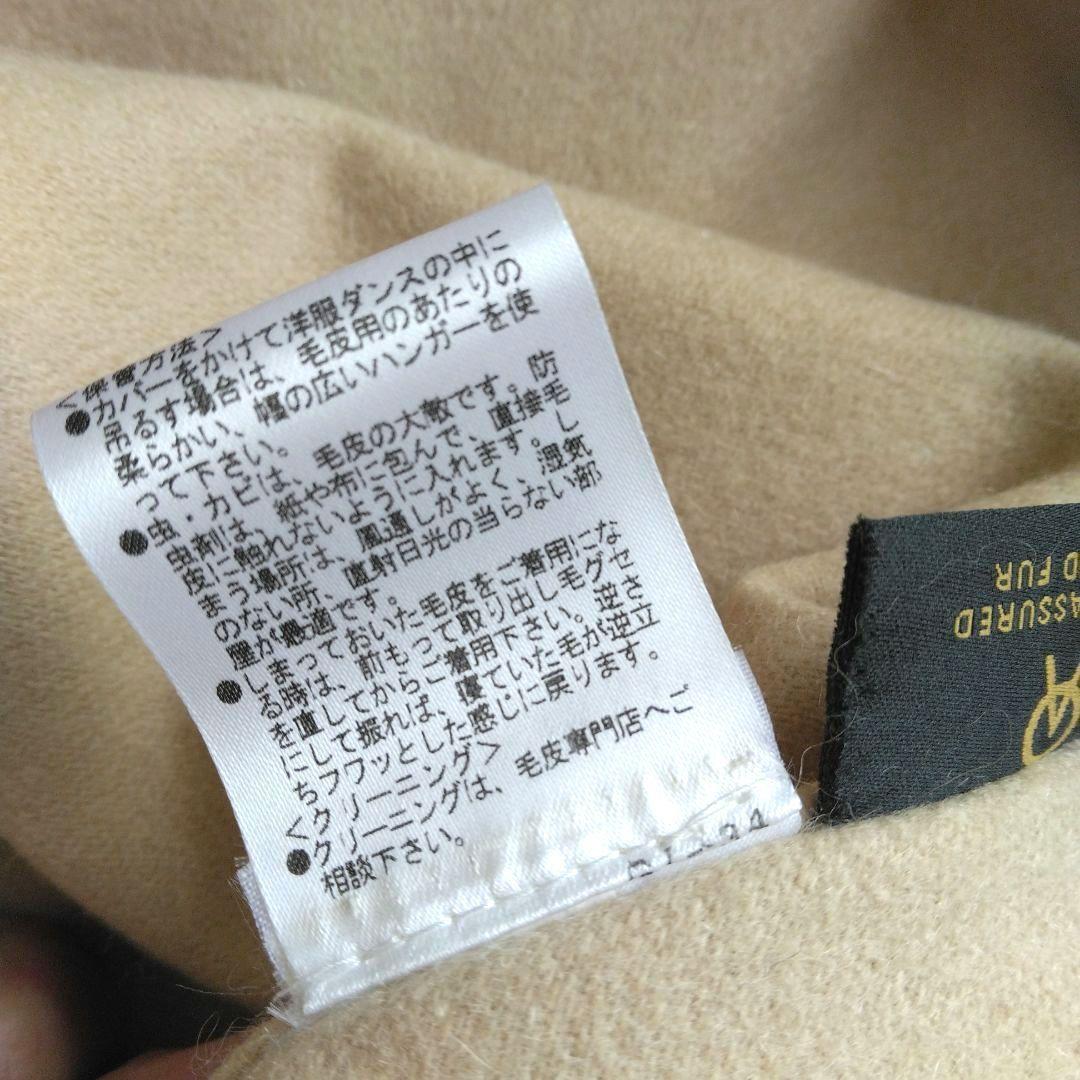 <保管方法>
●カバーをかけて洋服ダンスの中に
吊るす場合は、毛皮用のあたりの
柔らかい、幅の広いハンガーを使
って下さい。
●虫・カビは、毛皮の大敵です。防
虫剤は、紙や布に包んで、直接毛
皮に触れないように入れます。し
まう場所は、風通しがよく、湿気
のない、直射日光の当らない部
屋が最適です。
●しまっておいた毛皮をご着用にな
る時は、前もって取り出し毛グセ
を直してからご着用下さい。逆さ
にして振れば、寝ていた毛が逆立
ちフワッとした感じに戻ります。
<クリーニング>
●クリーニングは、毛皮専門店へご
相談下さい。
ASSURED
D FUR